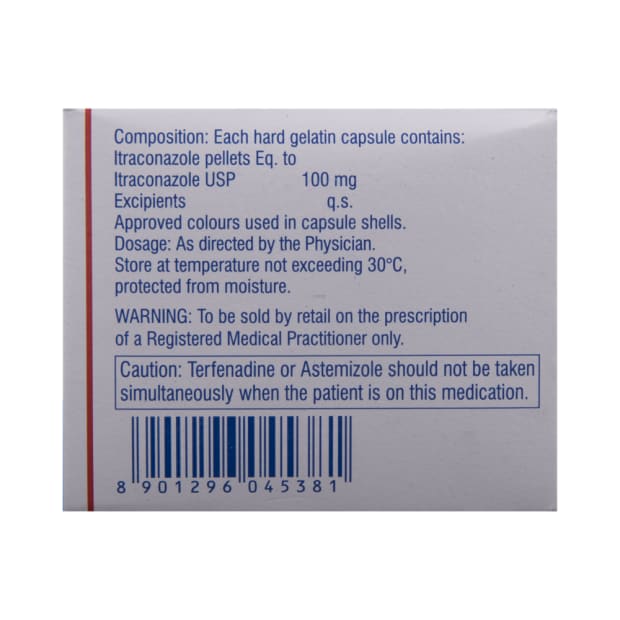 Composition: Each hard gelatin capsule contains:
Itraconazole pellets Eq. to
Itraconazole USP 100 mg
Excipients q.s.
Approved colours used in capsule shells.
Dosage: As directed by the Physician.
Store at temperature not exceeding 30°C,
protected from moisture.
WARNING: To be sold by retail on the prescription
of a Registered Medical Practitioner only.
Caution: Terfenadine or Astemizole should not be taken
simultaneously when the patient is on this medication.
8 901296 045381